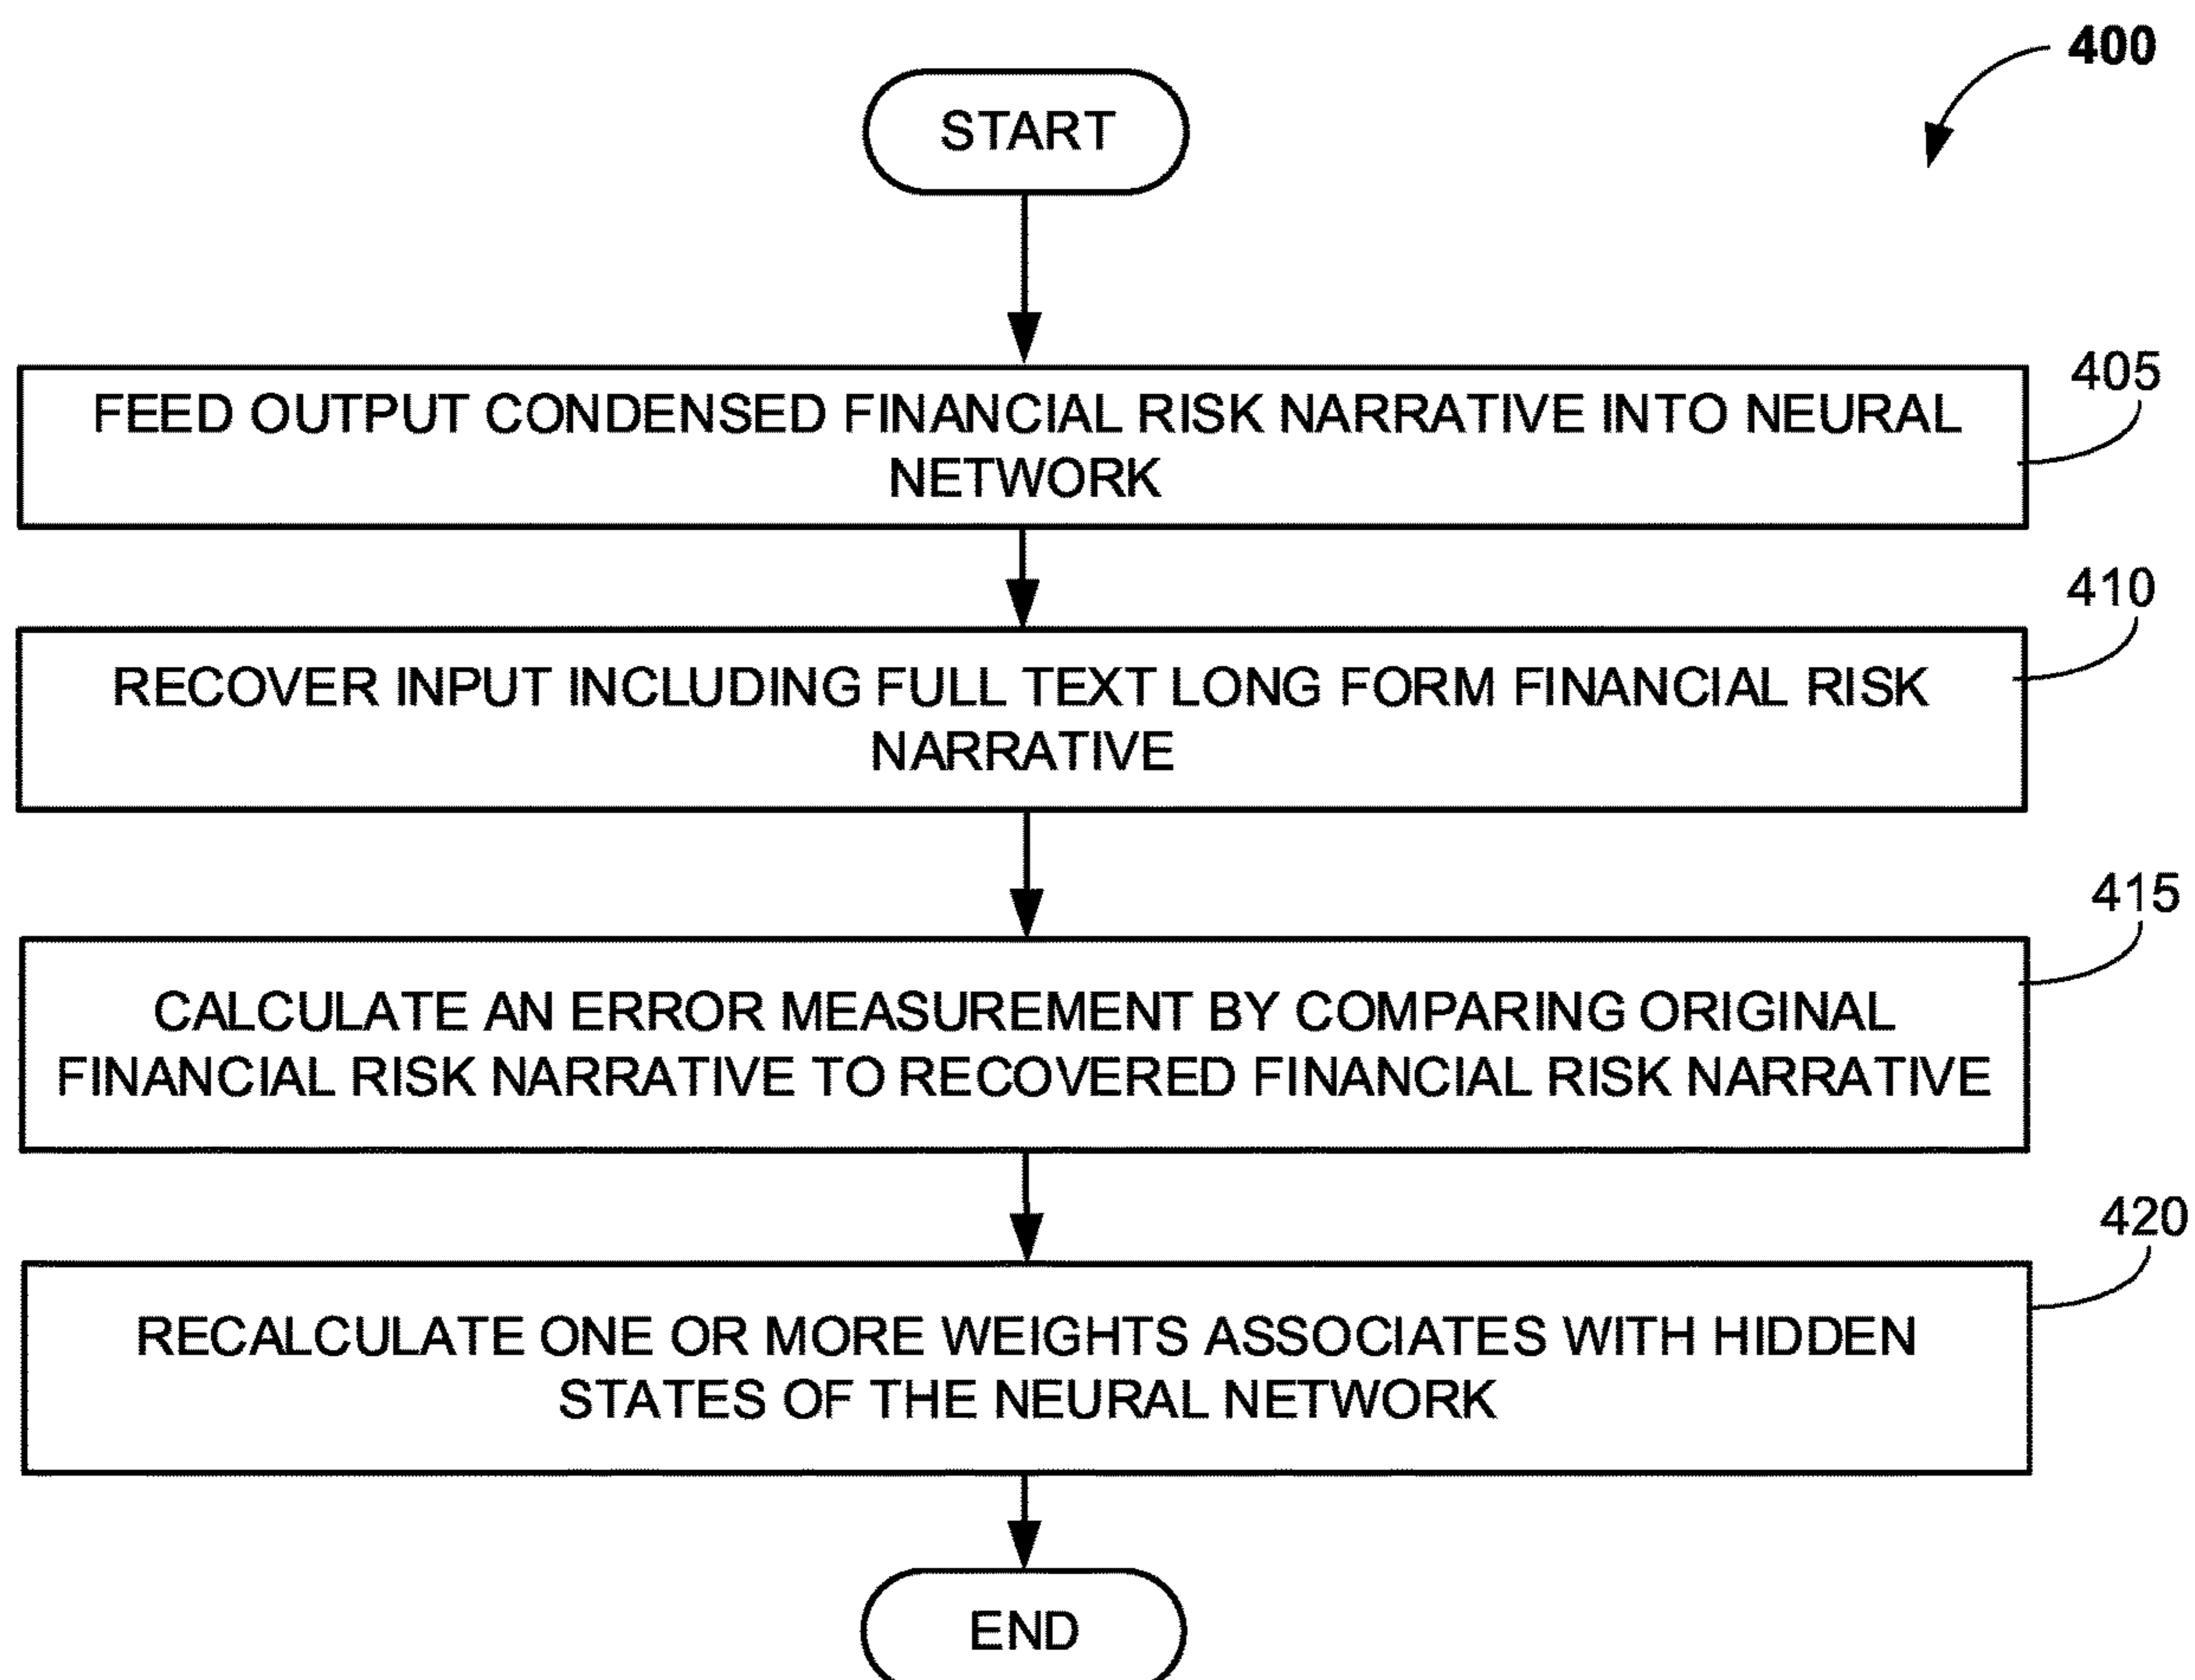 400
START
405
FEED OUTPUT CONDENSED FINANCIAL RISK NARRATIVE INTO NEURAL
NETWORK
410
RECOVER INPUT INCLUDING FULL TEXT LONG FORM FINANCIAL RISK
NARRATIVE
415
CALCULATE AN ERROR MEASUREMENT BY COMPARING ORIGINAL
FINANCIAL RISK NARRATIVE TO RECOVERED FINANCIAL RISK NARRATIVE
420
RECALCULATE ONE OR MORE WEIGHTS ASSOCIATES WITH HIDDEN
STATES OF THE NEURAL NETWORK
END